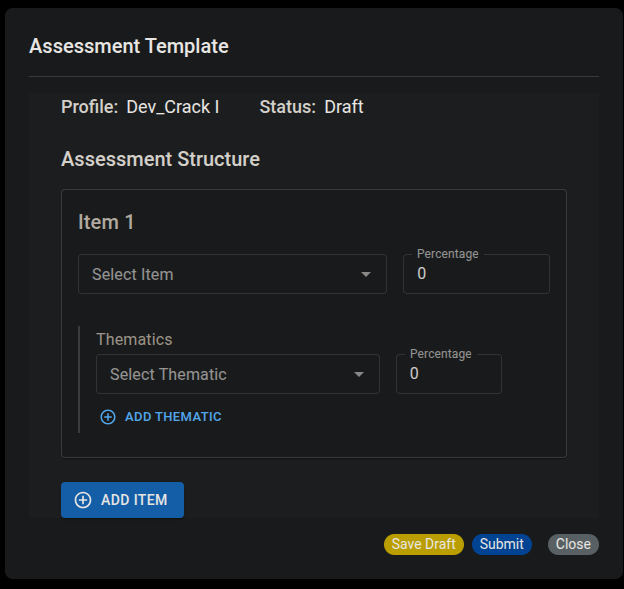 Assessment Template
Profile: Dev_Crack I Status: Draft
Assessment Structure
Item 1
Percentage
Select Item 0
Thematics
Percentage
Select Thematic 0
ADD THEMATIC
ADD ITEM
Save Draft Submit Close